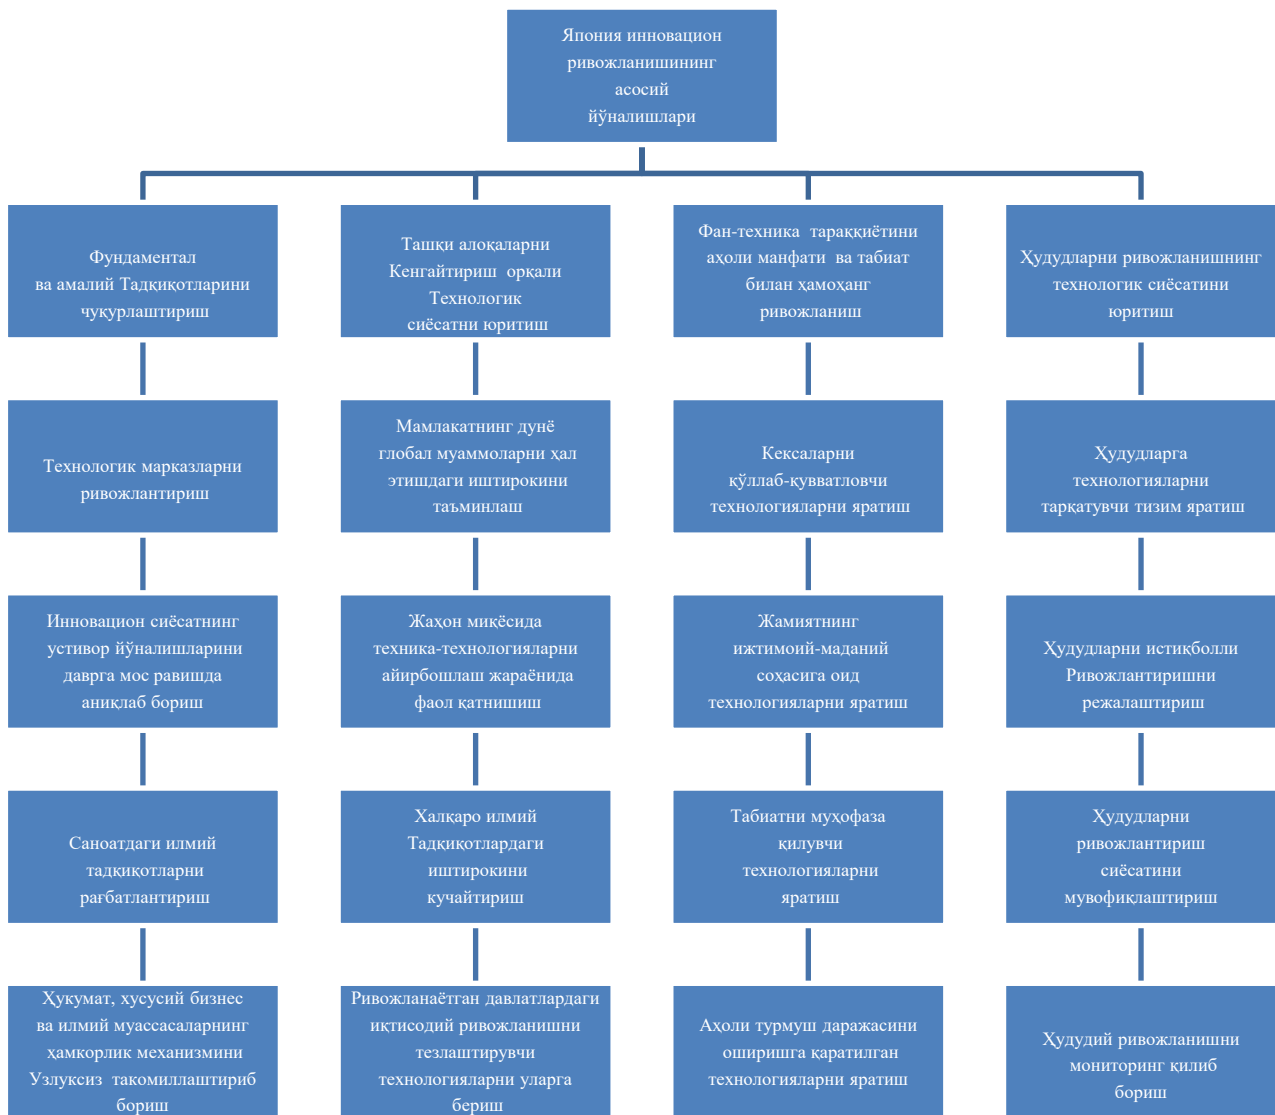 Япония инновацион
ривожланишининг
асосий
йўналишлари
Фундаментал
ва амалий Тадқиқотларини
чуқурлаштириш
Ташқи алоқаларни
Кенгайтириш орқали
Технологик
сиёсатни юритиш
Фан-техника тараққиётини
аҳоли манфати ва табиат
билан ҳамоҳанг
ривожланиш
Ҳудудларни ривожланишнинг
технологик сиёсатини
юритиш
Технологик марказларни
ривожлантириш
Мамлакатнинг дунё
глобал муаммоларни ҳал
этишдаги иштирокини
таъминлаш
Кексаларни
қўллаб-қувватловчи
технологияларни яратиш
Ҳудудларга
технологияларни
тарқатувчи тизим яратиш
Инновацион сиёсатнинг
устивор йўналишларини
даврга мос равишда
аниқлаб бориш
Жаҳон миқёсида
техника-технологияларни
айирбошлаш жараёнида
фаол қатнишиш
Жамиятнинг
ижтимоий-маданий
соҳасига оид
технологияларни яратиш
Ҳудудларни истиқболли
Ривожлантиришни
режалаштириш
Саноатдаги илмий
тадқиқотларни
рағбатлантириш
Халқаро илмий
Тадқиқотлардаги
иштирокини
кучайтириш
Табиатни муҳофаза
қилувчи
технологияларни
яратиш
Ҳудудларни
ривожлантириш
сиёсатини
мувофиқлаштириш
Ҳукумат, хусусий бизнес
ва илмий муассасаларнинг
ҳамкорлик механизмини
Узлуксиз такомиллаштириб
бориш
Ривожланаётган давлатлардаги
иқтисодий ривожланишни
тезлаштирувчи
технологияларни уларга
бериш
Аҳоли турмуш даражасини
оширишга қаратилган
технологияларни яратиш
Ҳудудий ривожланишни
мониторинг қилиб
бориш